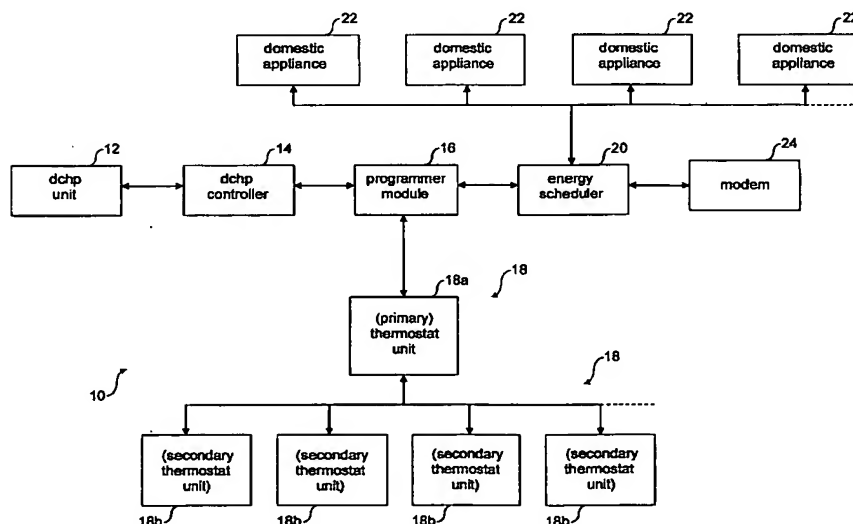 22 22 22 22
domestic appliance domestic appliance domestic appliance domestic appliance
12 14 16 20 24
dchp unit dchp controller programmer module energy scheduler modem
18a 18
(primary) thermostat unit
10 18
(secondary thermostat unit) (secondary thermostat unit) (secondary thermostat unit) (secondary thermostat unit)
18b 18b 18b 18b